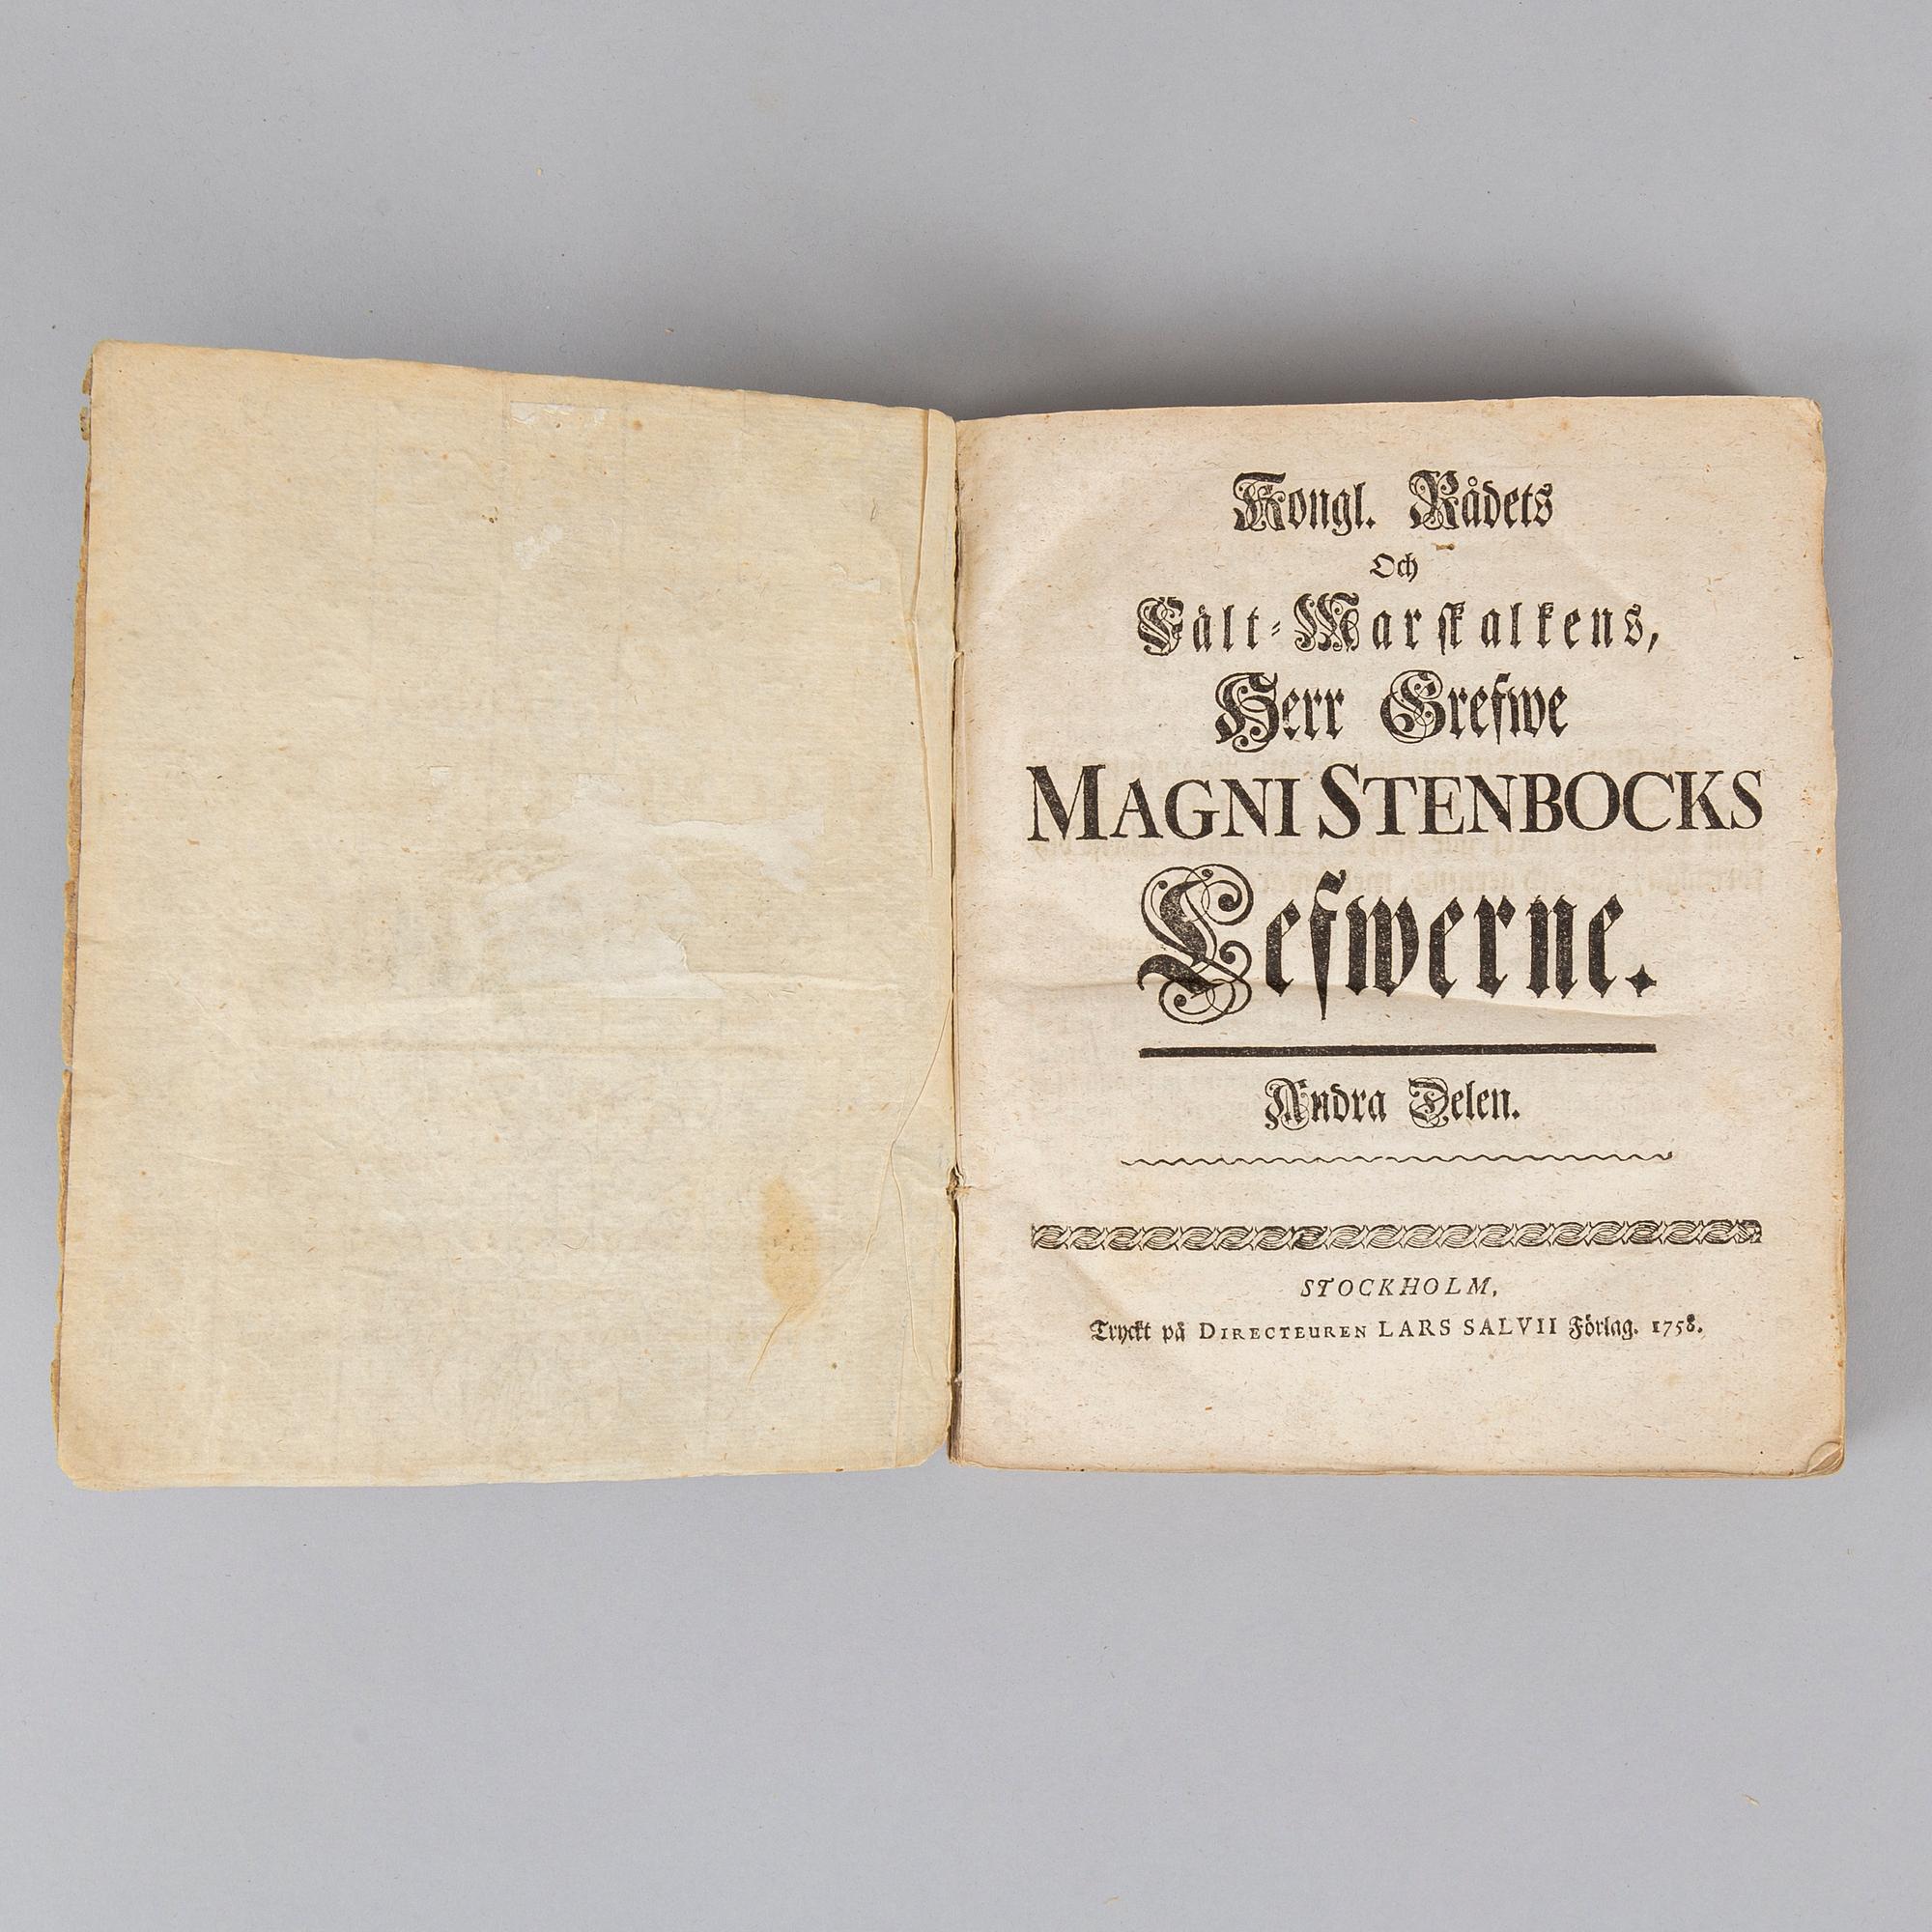 Kongl. Rådets
Och
Fält-Marskalkens,
Herr Grefwe
MAGNI STENBOCKS
Lefwerne.
Andra Delen.
STOCKHOLM,
Tryckt på DIRECTEUREN LARS SALVII Förlag. 1758.